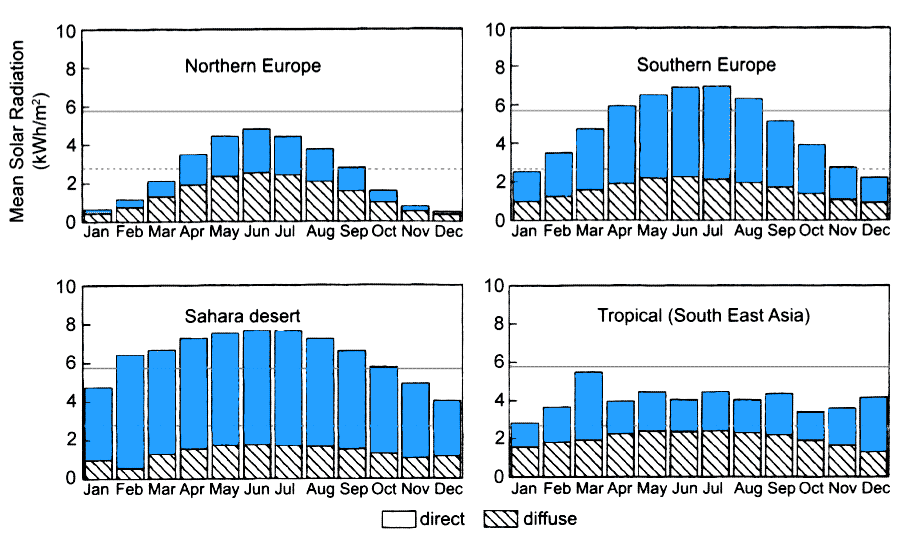 Mean Solar Radiation
(kWh/m²)
10
8
6
4
2
0
Northern Europe
Jan Feb Mar Apr May Jun Jul Aug Sep Oct Nov Dec
10
8
6
4
2
0
Southern Europe
Jan Feb Mar Apr May Jun Jul Aug Sep Oct Nov Dec
10
8
6
4
2
0
Sahara desert
Jan Feb Mar Apr May Jun Jul Aug Sep Oct Nov Dec
10
8
6
4
2
0
Tropical (South East Asia)
Jan Feb Mar Apr May Jun Jul Aug Sep Oct Nov Dec
direct diffuse